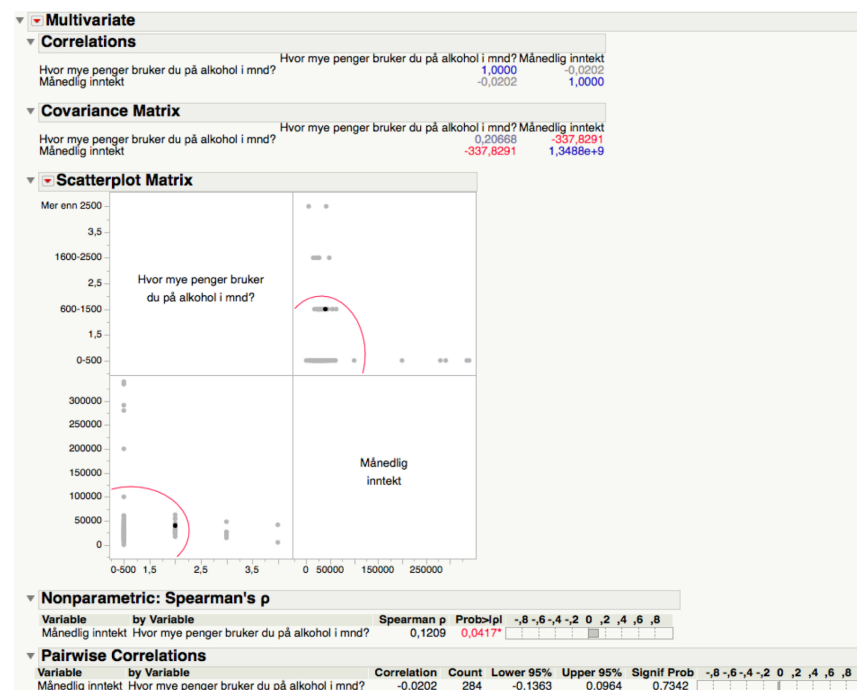 Multivariate
Correlations
Hvor mye penger bruker du på alkohol i mnd? Månedlig inntekt
Hvor mye penger bruker du på alkohol i mnd? 1,0000 -0,0202
Månedlig inntekt -0,0202 1,0000
Covariance Matrix
Hvor mye penger bruker du på alkohol i mnd? Månedlig inntekt
Hvor mye penger bruker du på alkohol i mnd? 0,20668 -337,8291
Månedlig inntekt -337,8291 1,3488e+9
Scatterplot Matrix
Mer enn 2500
3,5
1600-2500
2,5
600-1500
1,5
0-500
Hvor mye penger bruker
du på alkohol i mnd?
300000
250000
200000
150000
100000
50000
0
Månedlig
inntekt
0-500 1,5 2,5 3,5 0 50000 150000 250000
Nonparametric: Spearman's ρ
Variable by Variable Spearman ρ Prob>|ρ| -,8 -,6 -,4 -,2 0 ,2 ,4 ,6 ,8
Månedlig inntekt Hvor mye penger bruker du på alkohol i mnd? 0,1209 0,0417*
Pairwise Correlations
Variable by Variable Correlation Count Lower 95% Upper 95% Signif Prob -,8 -,6 -,4 -,2 0 ,2 ,4 ,6 ,8
Månedlig inntekt Hvor mye penger bruker du på alkohol i mnd? -0,0202 284 -0,1363 0,0964 0,7342